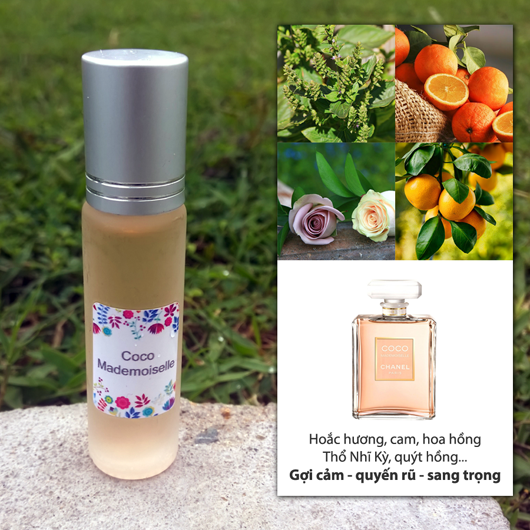 Coco
Mademoiselle
COCO
CHANEL
Hoắc hương, cam, hoa hồng
Thổ Nhĩ Kỳ, quýt hồng...
Gợi cảm - quyến rũ - sang trọng